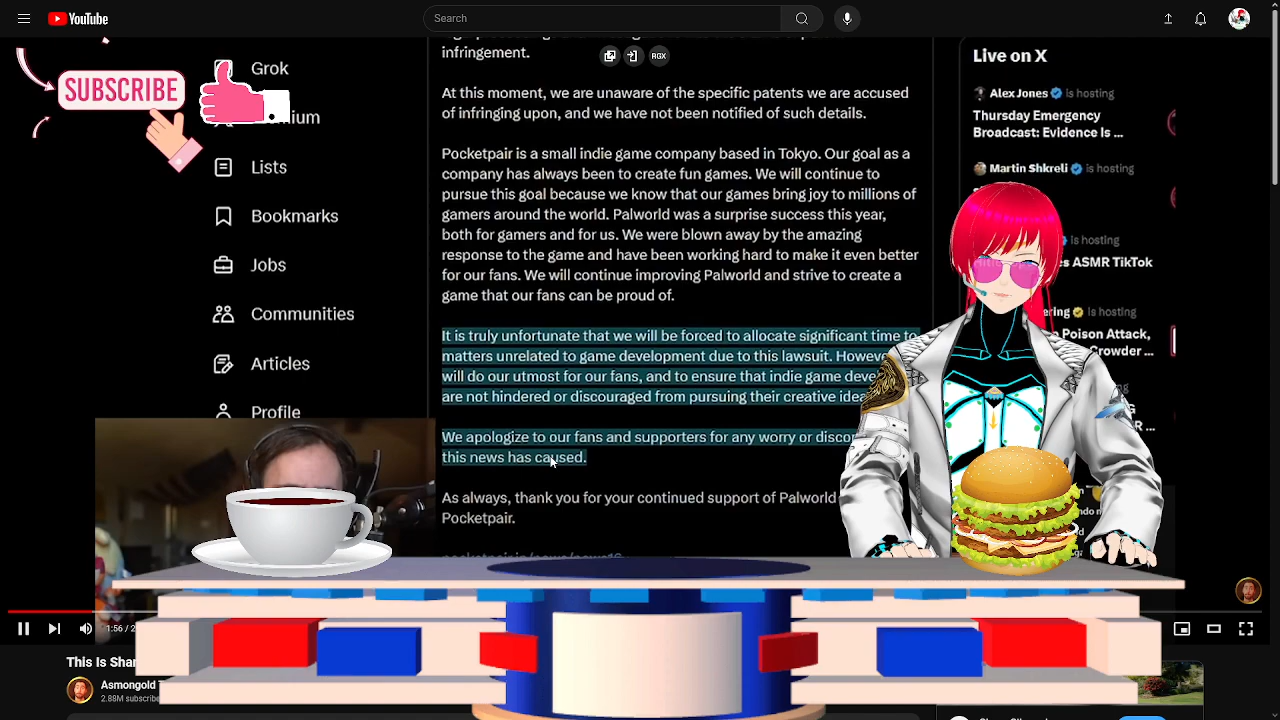 YouTube
Search
SUBSCRIBE
Grok
Lists
Bookmarks
Jobs
Communities
Articles
Profile
RGX
infringement.
At this moment, we are unaware of the specific patents we are accused
of infringing upon, and we have not been notified of such details.
Pocketpair is a small indie game company based in Tokyo. Our goal as a
company has always been to create fun games. We will continue to
pursue this goal because we know that our games bring joy to millions of
gamers around the world. Palworld was a surprise success this year,
both for gamers and for us. We were blown away by the amazing
response to the game and have been working hard to make it even better
for our fans. We will continue improving Palworld and strive to create a
game that our fans can be proud of.
It is truly unfortunate that we will be forced to allocate significant time to
matters unrelated to game development due to this lawsuit. Howev
will do our utmost for our fans, and to ensure that indie game deve
are not hindered or discouraged from pursuing their creative idea
We apologize to our fans and supporters for any worry or discor
this news has caused.
As always, thank you for your continued support of Palworld
Pocketpair.
Live on X
Alex Jones is hosting
Thursday Emergency
Broadcast: Evidence Is ...
Martin Shkreli is hosting
is hosting
ASMR TikTok
ering is hosting
Poison Attack,
Crowder ...
1:56 / 2
This Is Shar
Asmongold T
2.88M subscribe